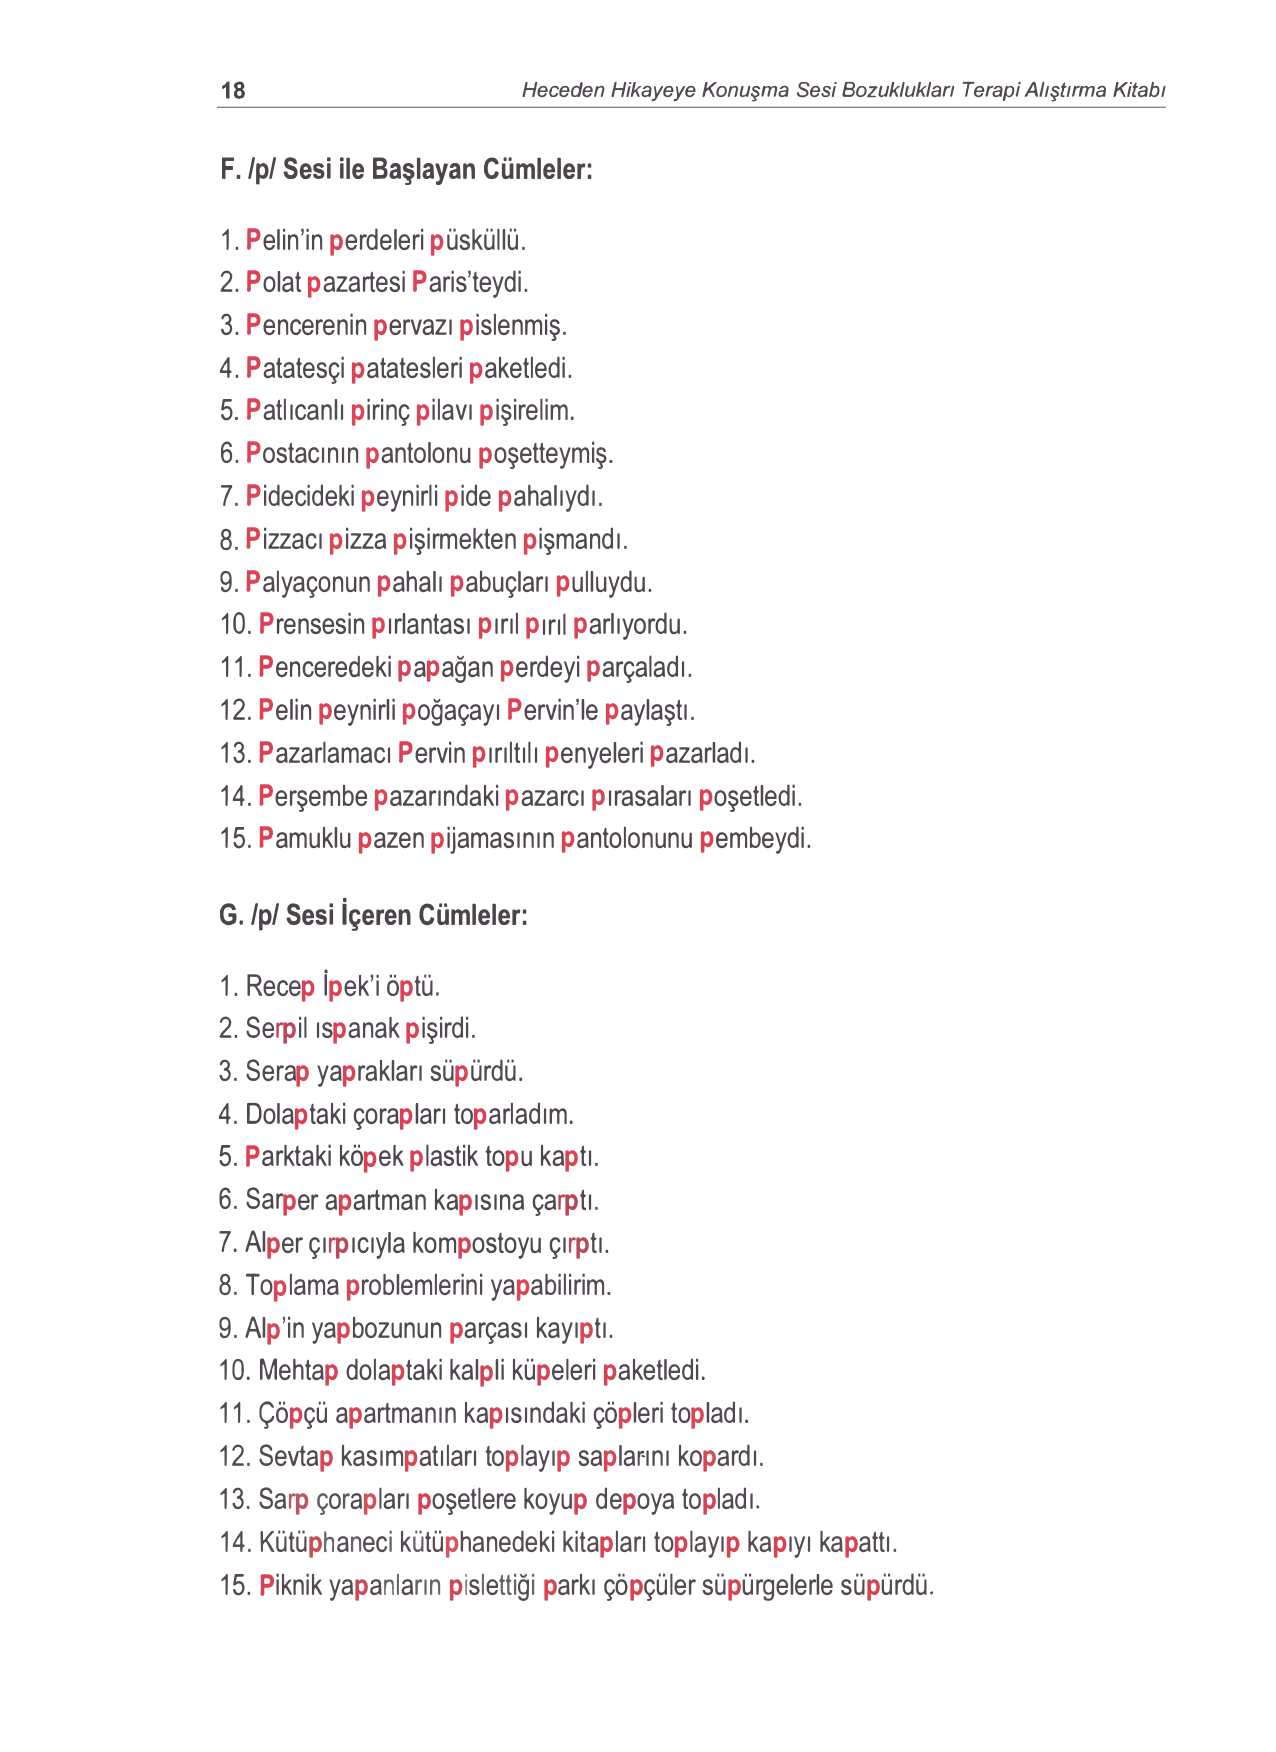 18
Heceden Hikayeye Konuşma Sesi Bozuklukları Terapi Alıştırma Kitabı
F. /p/ Sesi ile Başlayan Cümleler:
1. Pelin’in perdeleri püsküllü.
2. Polat pazartesi Paris’teydi.
3. Pencerenin pervazı pislenmiş.
4. Patatesçi patatesleri paketledi.
5. Patlıcanlı pirinç pilavı pişirelim.
6. Postacının pantolonu poşetteymiş.
7. Pidecideki peynirli pide pahalıydı.
8. Pizzacı pizza pişirmekten pişmandı.
9. Palyaçonun pahalı pabuçları pulluydu.
10. Prensesin pırlantası pırıl pırıl parlıyordu.
11. Penceredeki papağan perdeyi parçaladı.
12. Pelin peynirli poğaçayı Pervin’le paylaştı.
13. Pazarlamacı Pervin pırıltılı penyeleri pazarladı.
14. Perşembe pazarındaki pazarcı pırasaları poşetledi.
15. Pamuklu pazen pijamasının pantolonunu pembeydi.
G. /p/ Sesi İçeren Cümleler:
1. Recep İpek’i öptü.
2. Serpil ıspanak pişirdi.
3. Serap yaprakları süpürdü.
4. Dolaptaki çorapları toparladım.
5. Parktaki köpek plastik topu kaptı.
6. Sarper apartman kapısına çarptı.
7. Alper çırpıcıyla kompostoyu çırptı.
8. Toplama problemlerini yapabilirim.
9. Alp’in yapbozunun parçası kayıptı.
10. Mehtap dolaptaki kalpli küpeleri paketledi.
11. Çöpçü apartmanın kapısındaki çöpleri topladı.
12. Sevtap kasımpatıları toplayıp saplarını kopardı.
13. Sarp çorapları poşetlere koyup depoya topladı.
14. Kütüphaneci kütüphanedeki kitapları toplayıp kapıyı kapattı.
15. Piknik yapanların pislettiği parkı çöpçüler süpürgelerle süpürdü.